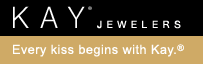 KAY® JEWELERS
Every kiss begins with Kay.®